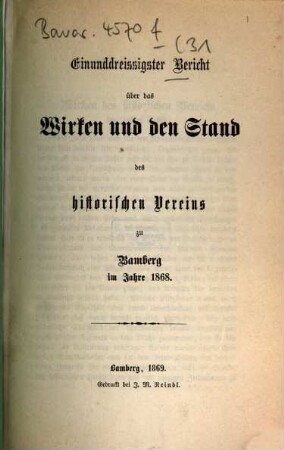 Bavar. 4570 f (31
Einunddreissigster Bericht
über das
Wirken und den Stand
des
historischen Vereins
zu
Bamberg
im Jahre 1868.
Bamberg, 1869.
Gedruckt bei J. M. Reindl.